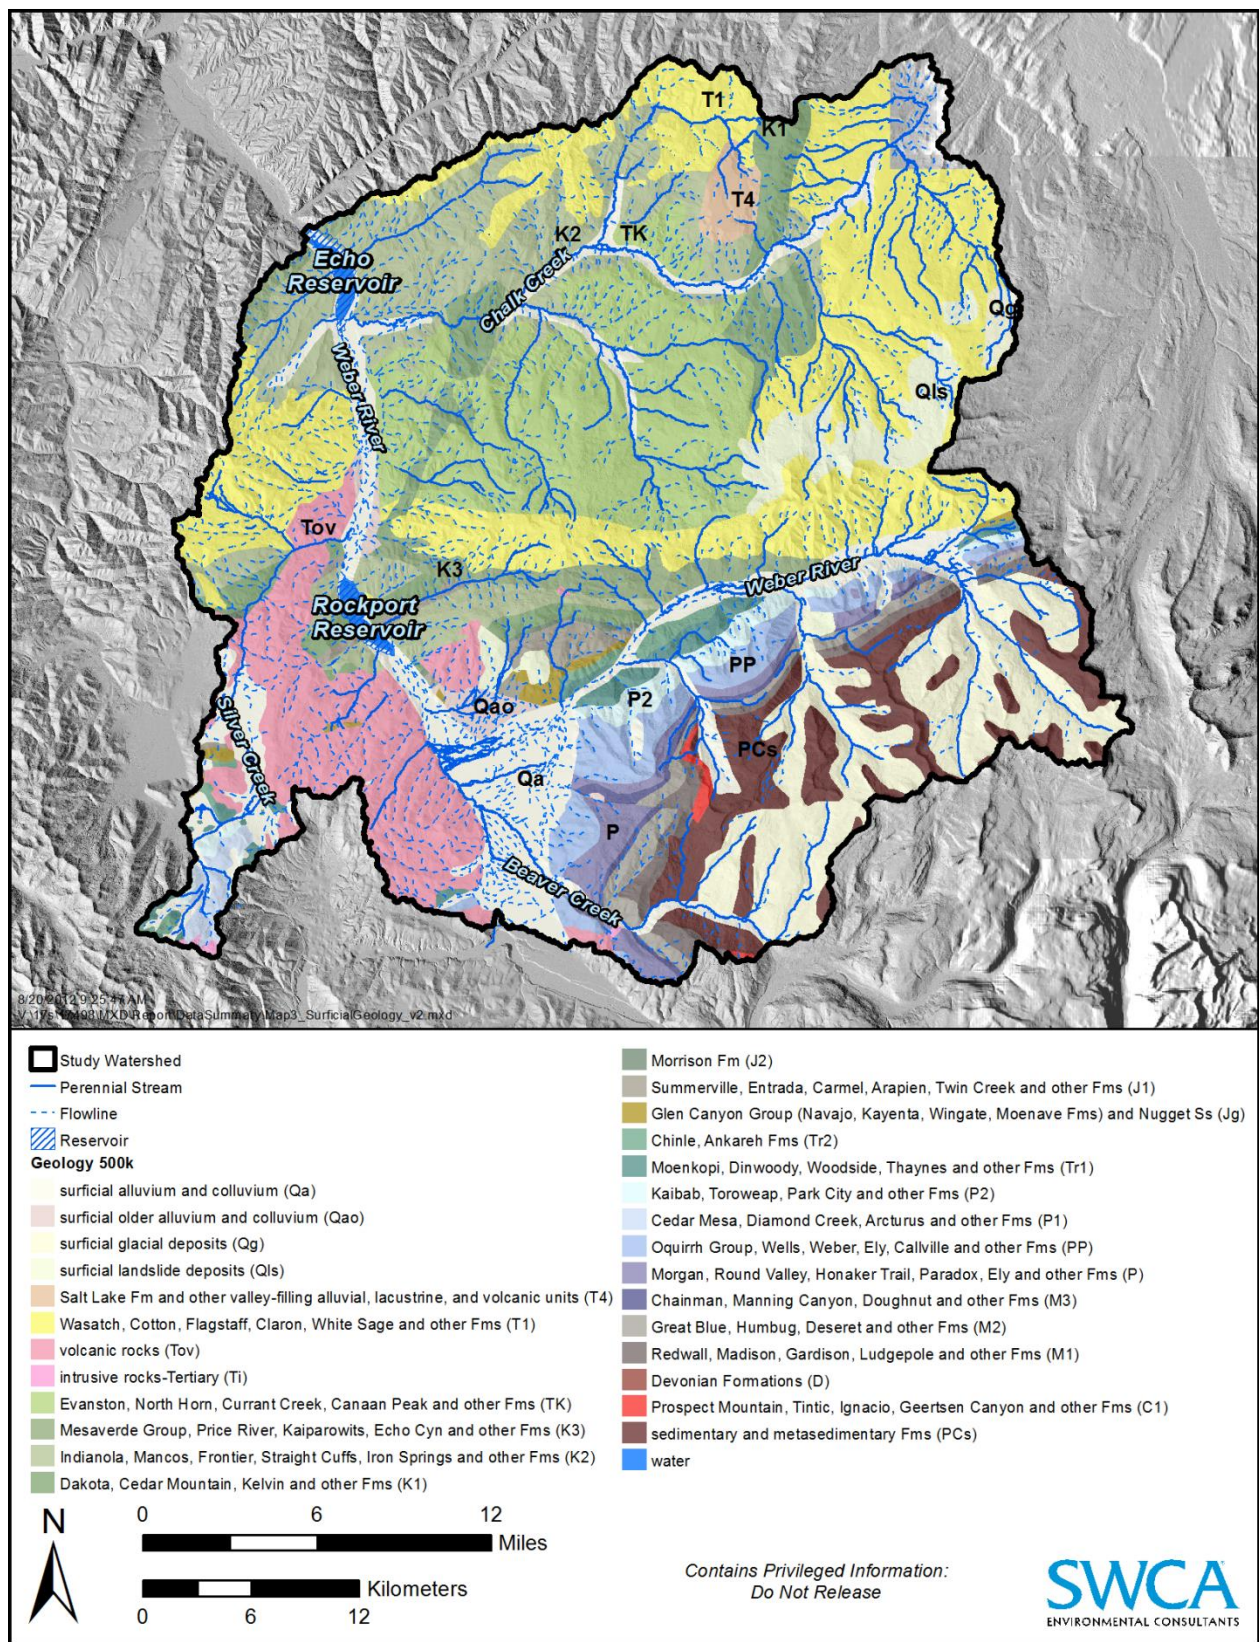 T1
K1
T4
K2
TK
Echo
Reservoir
Chalk Creek
Qg
Weber River
Qls
Tov
K3
Weber River
Rockport
Reservoir
PP
P2
Silver Creek
Qao
PCs
Qa
P
Beaver Creek
8/20/2012 9:25:47 AM
Study Watershed
Perennial Stream
Flowline
Reservoir
Geology 500k
surficial alluvium and colluvium (Qa)
surficial older alluvium and colluvium (Qao)
surficial glacial deposits (Qg)
surficial landslide deposits (Qls)
Salt Lake Fm and other valley-filling alluvial, lacustrine, and volcanic units (T4)
Wasatch, Cotton, Flagstaff, Claron, White Sage and other Fms (T1)
volcanic rocks (Tov)
intrusive rocks-Tertiary (Ti)
Evanston, North Horn, Currant Creek, Canaan Peak and other Fms (TK)
Mesaverde Group, Price River, Kaiparowits, Echo Cyn and other Fms (K3)
Indianola, Mancos, Frontier, Straight Cuffs, Iron Springs and other Fms (K2)
Dakota, Cedar Mountain, Kelvin and other Fms (K1)
Morrison Fm (J2)
Summerville, Entrada, Carmel, Arapien, Twin Creek and other Fms (J1)
Glen Canyon Group (Navajo, Kayenta, Wingate, Moenave Fms) and Nugget Ss (Jg)
Chinle, Ankareh Fms (Tr2)
Moenkopi, Dinwoody, Woodside, Thaynes and other Fms (Tr1)
Kaibab, Toroweap, Park City and other Fms (P2)
Cedar Mesa, Diamond Creek, Arcturus and other Fms (P1)
Oquirrh Group, Wells, Weber, Ely, Callville and other Fms (PP)
Morgan, Round Valley, Honaker Trail, Paradox, Ely and other Fms (P)
Chainman, Manning Canyon, Doughnut and other Fms (M3)
Great Blue, Humbug, Deseret and other Fms (M2)
Redwall, Madison, Gardison, Ludgepole and other Fms (M1)
Devonian Formations (D)
Prospect Mountain, Tintic, Ignacio, Geertsen Canyon and other Fms (C1)
sedimentary and metasedimentary Fms (PCs)
water
N
0 6 12
Miles
Kilometers
0 6 12
Contains Privileged Information:
Do Not Release
SWCA
ENVIRONMENTAL CONSULTANTS